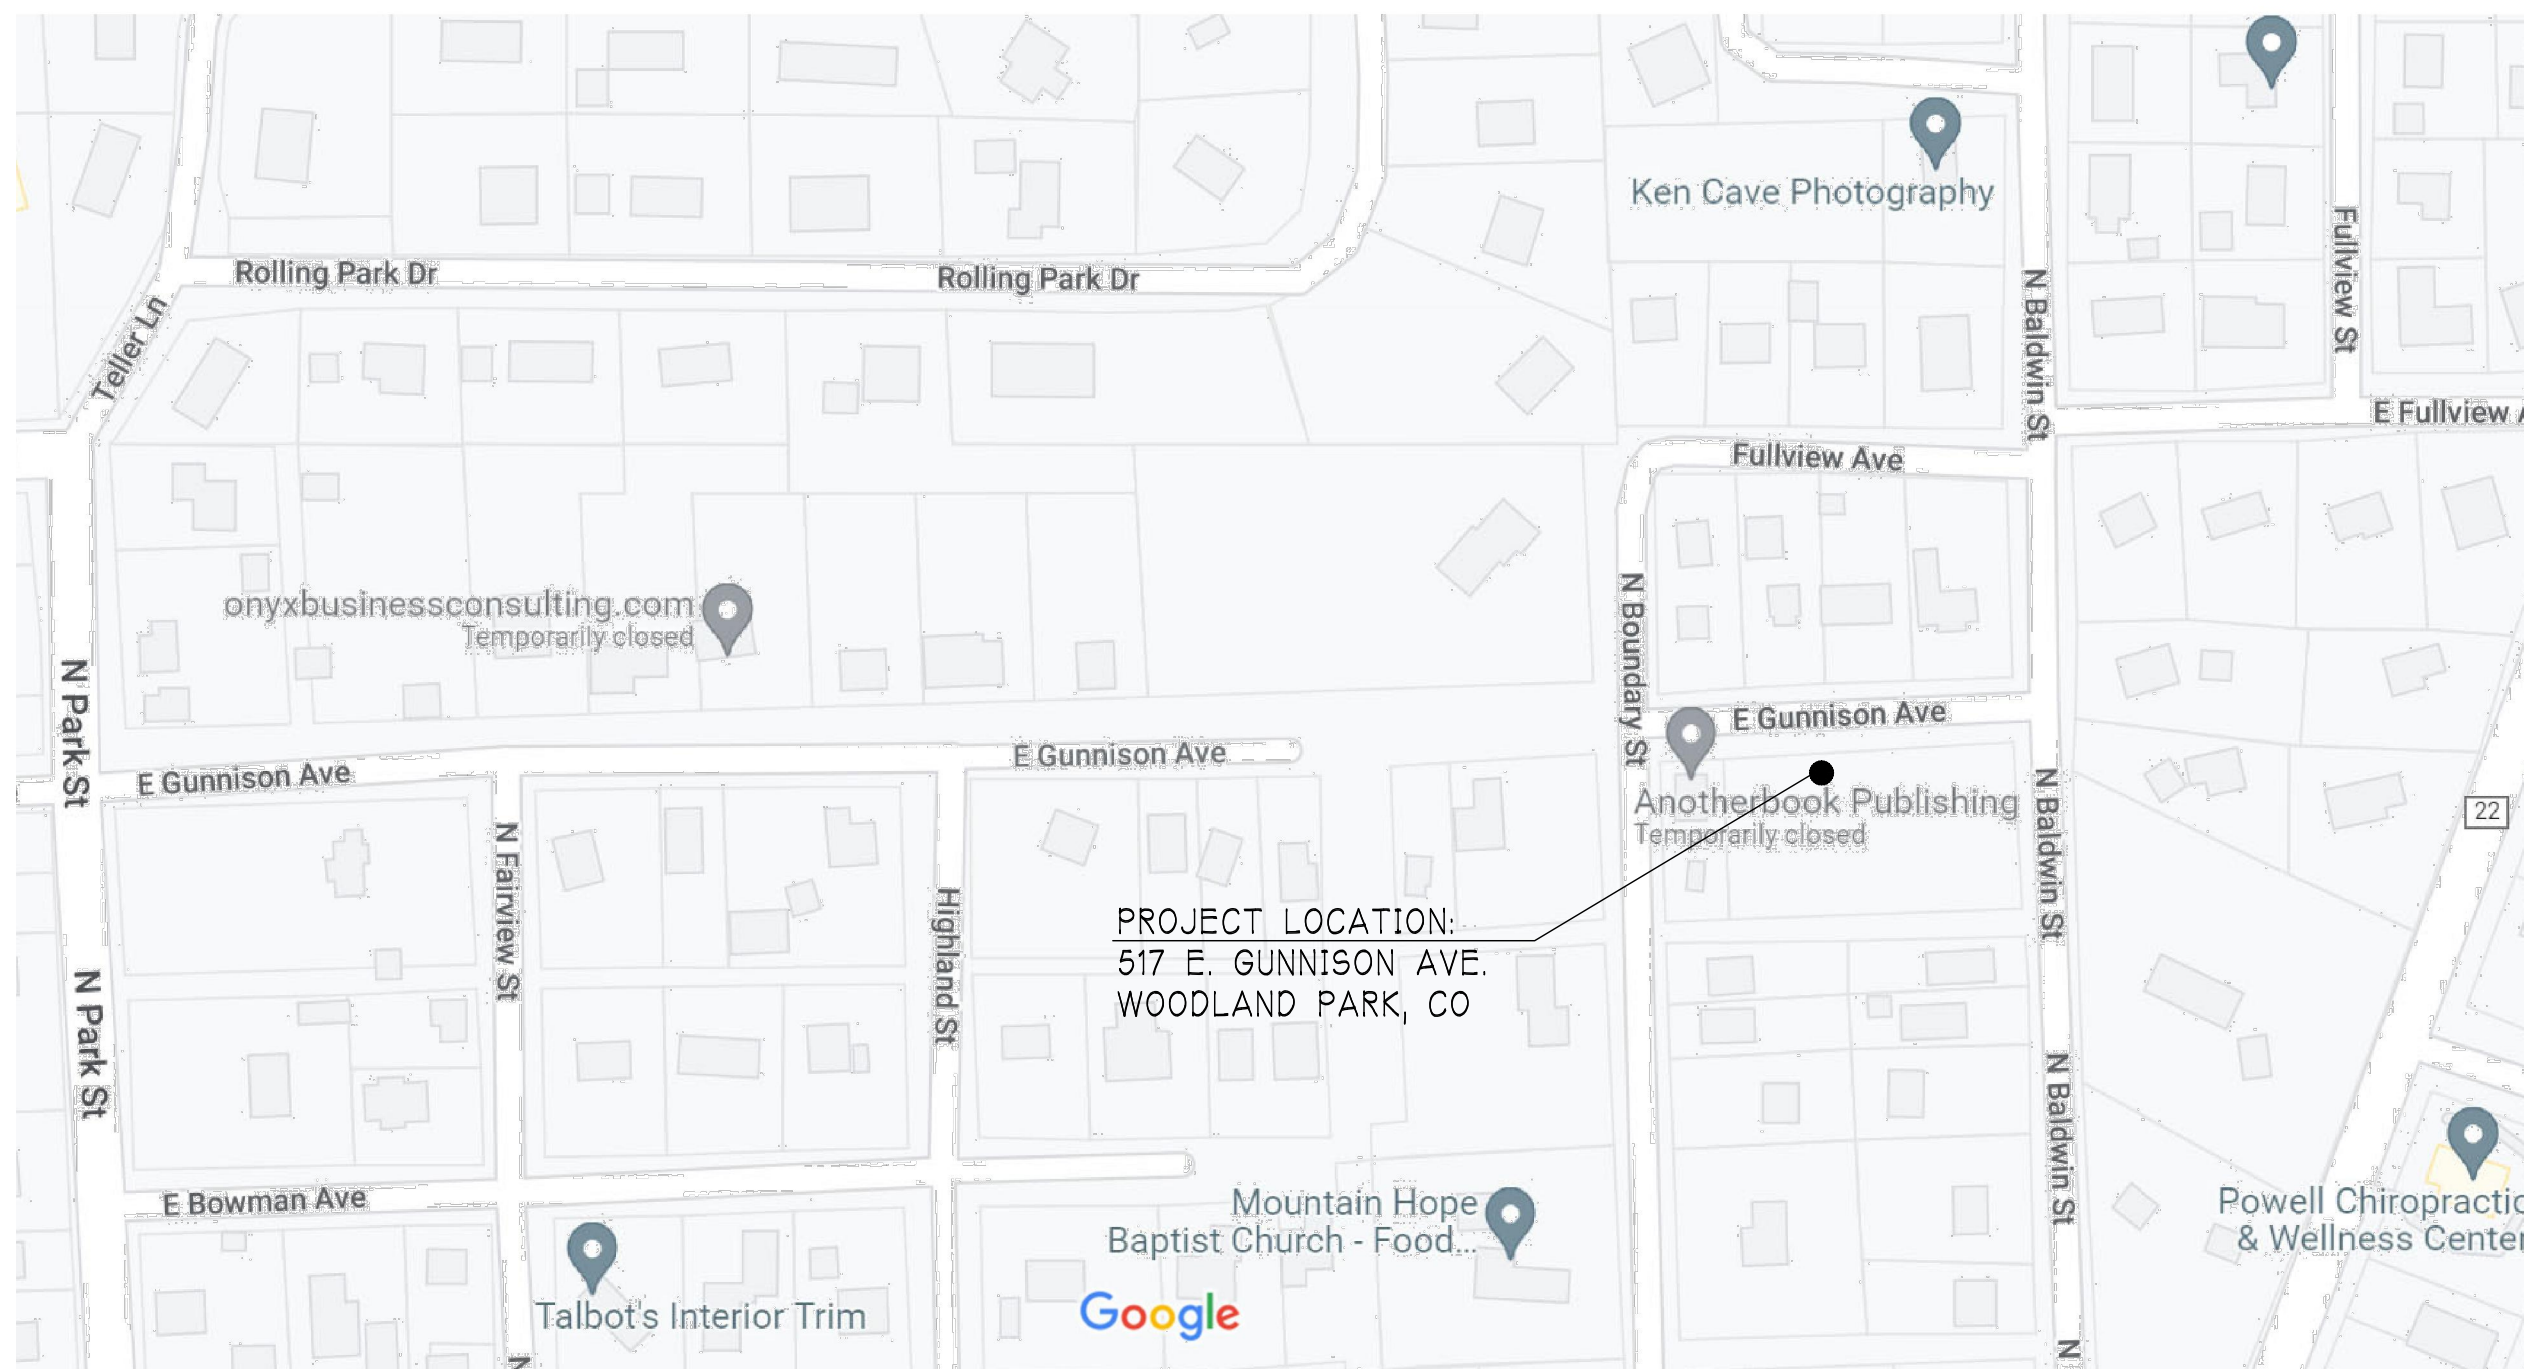 Ken Cave Photography
Rolling Park Dr
Rolling Park Dr
Teller Ln
N Baldwin St
Fullview St
E Fullview
Fullview Ave
onyxbusinessconsulting.com
Temporarily closed
N Boundary St
N Park St
E Gunnison Ave
E Gunnison Ave
E Gunnison Ave
Anotherbook Publishing
Temporarily closed
N Baldwin St
22
N Fairview St
Highland St
PROJECT LOCATION:
517 E. GUNNISON AVE.
WOODLAND PARK, CO
N Park St
N Baldwin St
E Bowman Ave
Mountain Hope
Baptist Church - Food...
Powell Chiropractic
& Wellness Center
Talbot's Interior Trim
Google
N
N